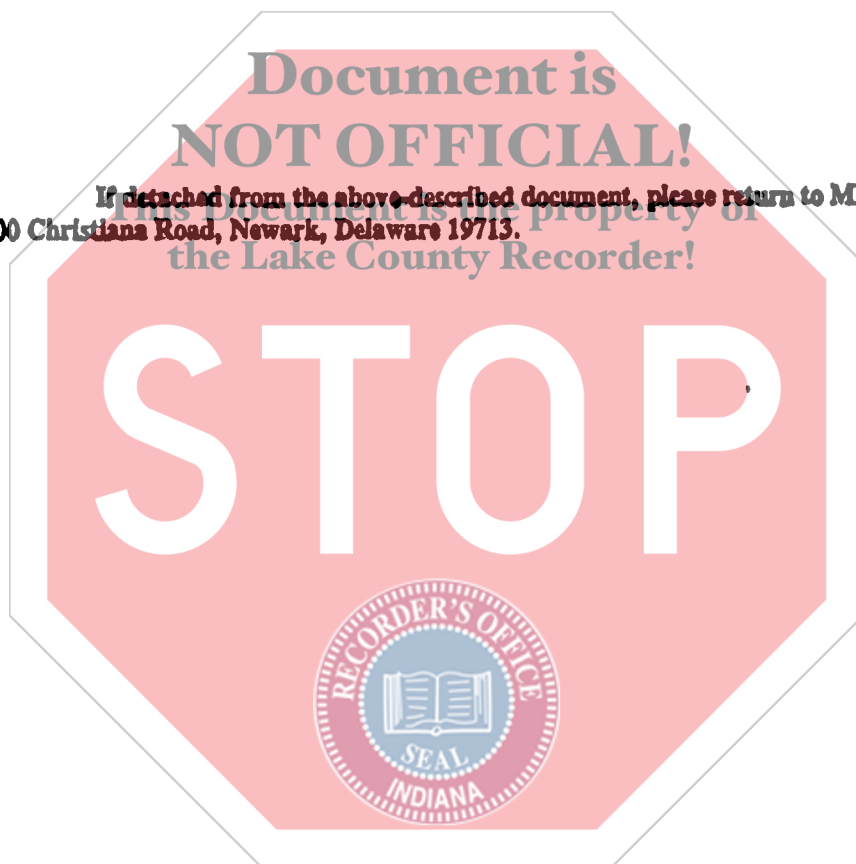 Document is
NOT OFFICIAL!
If detached from the above-described document, please return to
This Document is the property of
00 Christiana Road, Newark, Delaware 19713.
the Lake County Recorder!
STOP
RECORDER'S OFFICE
SEAL
INDIANA